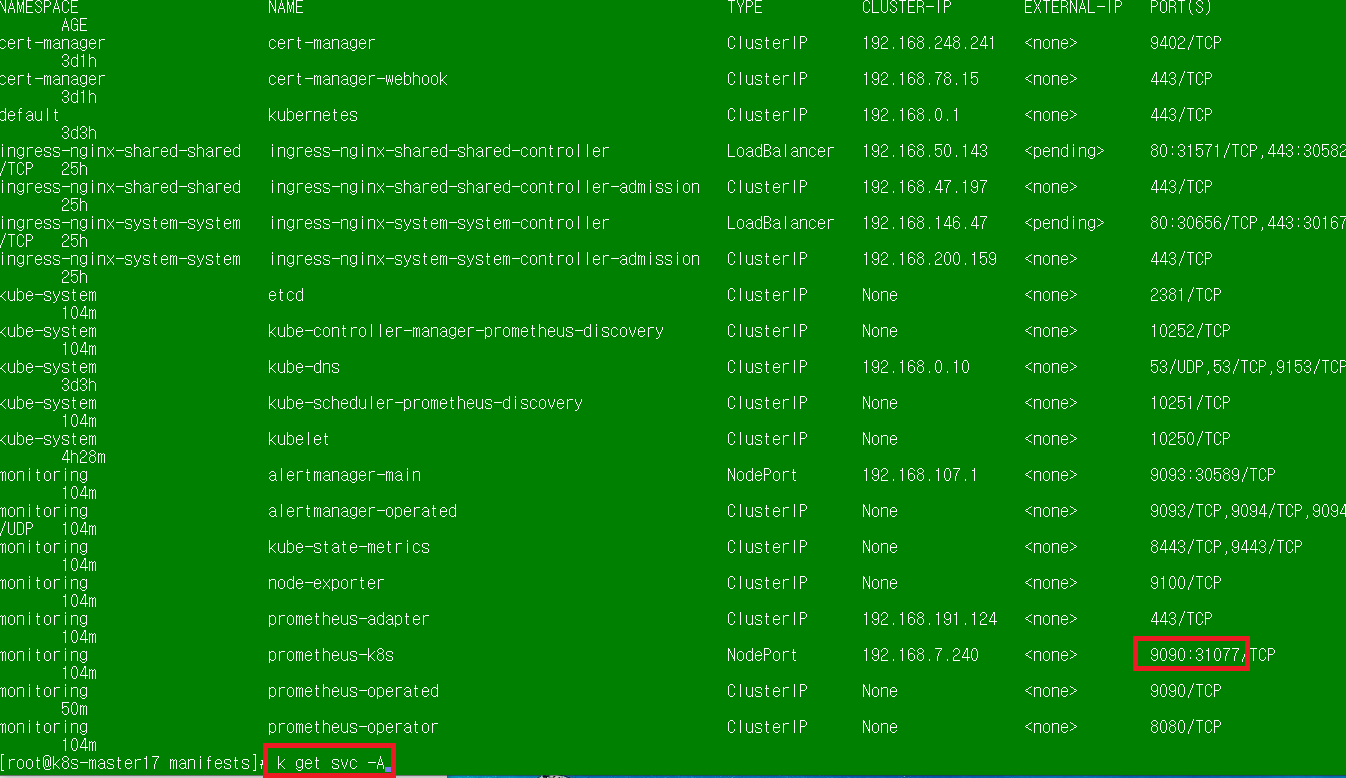 NAMESPACE NAME TYPE CLUSTER-IP EXTERNAL-IP PORT(S)
AGE
cert-manager cert-manager ClusterIP 192.168.248.241 <none> 9402/TCP
3d1h
cert-manager cert-manager-webhook ClusterIP 192.168.78.15 <none> 443/TCP
3d1h
default kubernetes ClusterIP 192.168.0.1 <none> 443/TCP
3d3h
ingress-nginx-shared-shared ingress-nginx-shared-shared-controller LoadBalancer 192.168.50.143 <pending> 80:31571/TCP,443:30582
/TCP 25h
ingress-nginx-shared-shared ingress-nginx-shared-shared-controller-admission ClusterIP 192.168.47.197 <none> 443/TCP
25h
ingress-nginx-system-system ingress-nginx-system-system-controller LoadBalancer 192.168.146.47 <pending> 80:30656/TCP,443:30167
/TCP 25h
ingress-nginx-system-system ingress-nginx-system-system-controller-admission ClusterIP 192.168.200.159 <none> 443/TCP
25h
kube-system etcd ClusterIP None <none> 2381/TCP
104m
kube-system kube-controller-manager-prometheus-discovery ClusterIP None <none> 10252/TCP
104m
kube-system kube-dns ClusterIP 192.168.0.10 <none> 53/UDP,53/TCP,9153/TCP
3d3h
kube-system kube-scheduler-prometheus-discovery ClusterIP None <none> 10251/TCP
104m
kube-system kubelet ClusterIP None <none> 10250/TCP
4h28m
monitoring alertmanager-main NodePort 192.168.107.1 <none> 9093:30589/TCP
104m
monitoring alertmanager-operated ClusterIP None <none> 9093/TCP,9094/TCP,9094
/UDP 104m
monitoring kube-state-metrics ClusterIP None <none> 8443/TCP,9443/TCP
104m
monitoring node-exporter ClusterIP None <none> 9100/TCP
104m
monitoring prometheus-adapter ClusterIP 192.168.191.124 <none> 443/TCP
104m
monitoring prometheus-k8s NodePort 192.168.7.240 <none> 9090:31077/TCP
104m
monitoring prometheus-operated ClusterIP None <none> 9090/TCP
50m
monitoring prometheus-operator ClusterIP None <none> 8080/TCP
104m
[root@k8s-master17 manifests]# k get svc -A